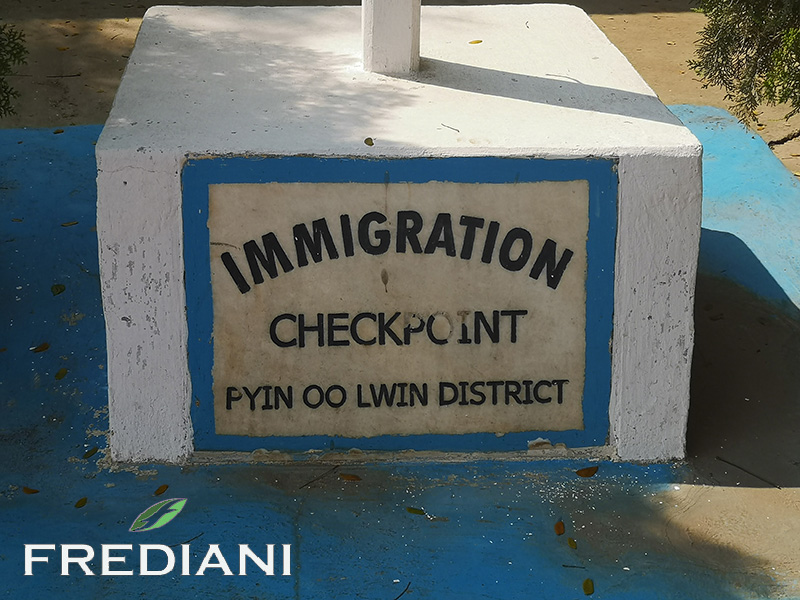 IMMIGRATION
CHECKPOINT
PYIN OO LWIN DISTRICT
FREDIANI